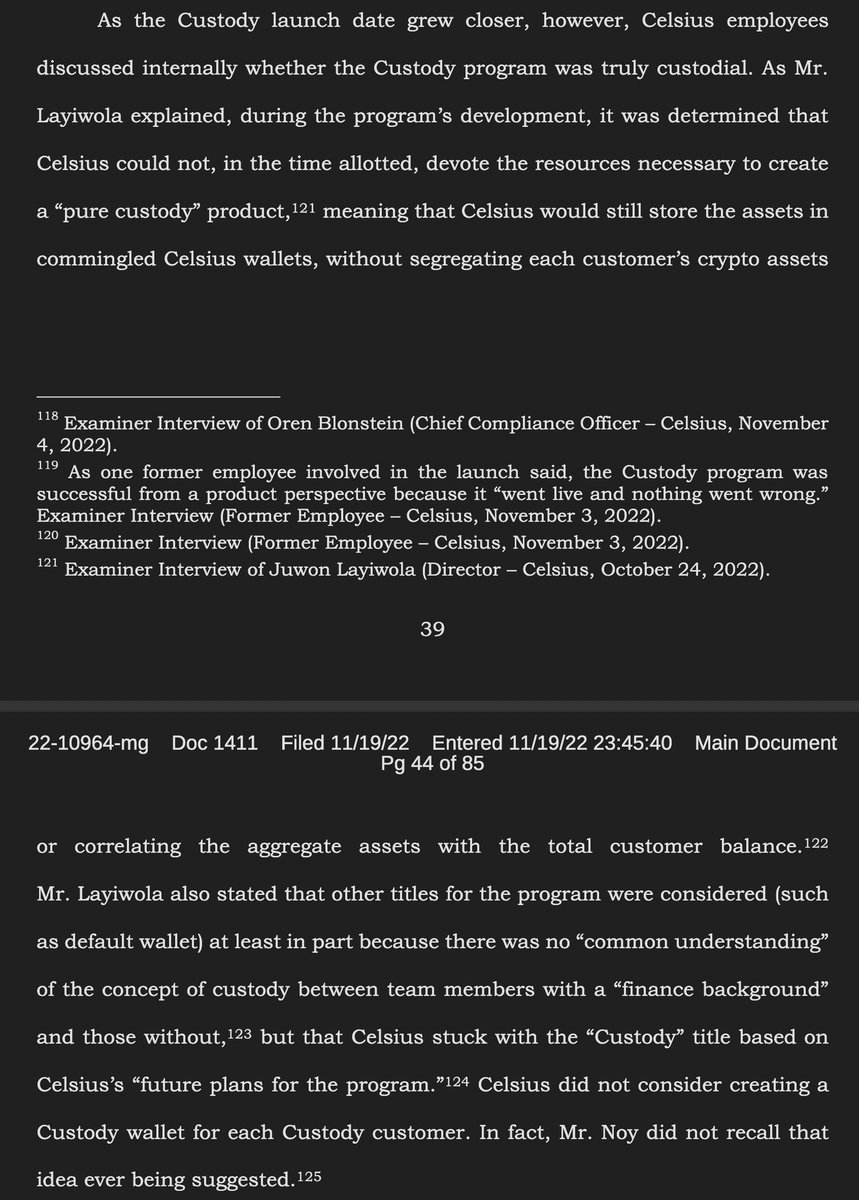 As the Custody launch date grew closer, however, Celsius employees
discussed internally whether the Custody program was truly custodial. As Mr.
Layiwola explained, during the program’s development, it was determined that
Celsius could not, in the time allotted, devote the resources necessary to create
a “pure custody” product,121 meaning that Celsius would still store the assets in
commingled Celsius wallets, without segregating each customer’s crypto assets
118 Examiner Interview of Oren Blonstein (Chief Compliance Officer – Celsius, November
4, 2022).
119 As one former employee involved in the launch said, the Custody program was
successful from a product perspective because it “went live and nothing went wrong.”
Examiner Interview (Former Employee – Celsius, November 3, 2022).
120 Examiner Interview (Former Employee – Celsius, November 3, 2022).
121 Examiner Interview of Juwon Layiwola (Director – Celsius, October 24, 2022).
39
22-10964-mg Doc 1411 Filed 11/19/22 Entered 11/19/22 23:45:40 Main Document
Pg 44 of 85
or correlating the aggregate assets with the total customer balance.122
Mr. Layiwola also stated that other titles for the program were considered (such
as default wallet) at least in part because there was no “common understanding”
of the concept of custody between team members with a “finance background”
and those without,123 but that Celsius stuck with the “Custody” title based on
Celsius’s “future plans for the program.”124 Celsius did not consider creating a
Custody wallet for each Custody customer. In fact, Mr. Noy did not recall that
idea ever being suggested.125